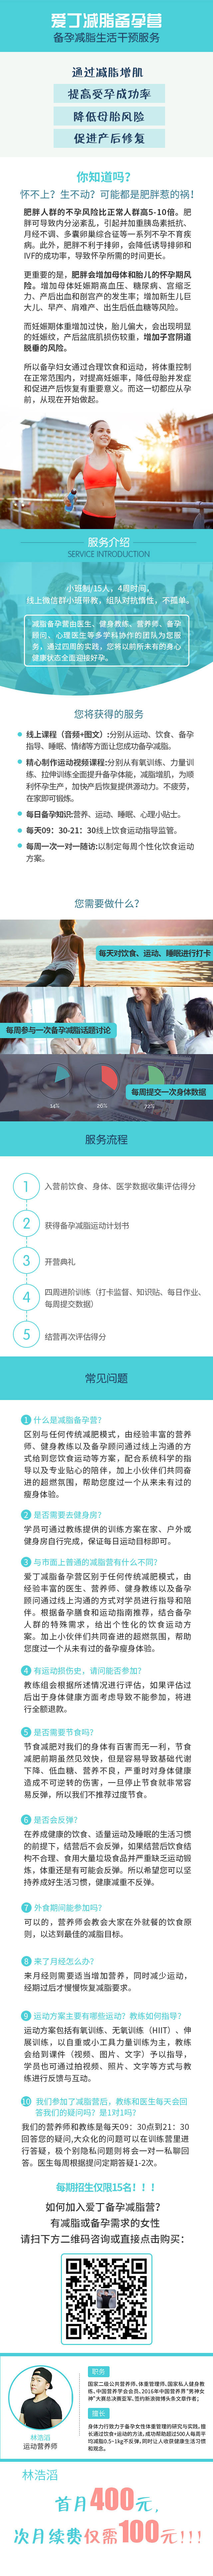 爱丁减脂备孕营
备孕减脂生活干预服务
通过减脂增肌
提高受孕成功率
降低母胎风险
促进产后修复
你知道吗?
怀不上？生不动？可能都是肥胖惹的祸!
肥胖人群的不孕风险比正常人群高5-10倍。肥
胖可导致内分泌紊乱，引起并加重胰岛素抵抗、
月经不调、多囊卵巢综合征等一系列不孕不育疾
病。此外，肥胖不利于排卵，会降低诱导排卵和
IVF的成功率，导致怀孕所需的时间更长。
更重要的是，肥胖会增加母体和胎儿的怀孕期风
险。增加母体妊娠期高血压、糖尿病、宫缩乏
力、产后出血和剖宫产的发生率；增加新生儿巨
大儿、早产、肩难产、出生后低血糖等风险。
而妊娠期体重增加过快，胎儿偏大，会出现明显
的妊娠纹，产后盆底肌损伤较重，增加子宫阴道
脱垂的风险。
所以备孕妇女通过合理饮食和运动，将体重控制
在正常范围内，对提高妊娠率，降低母胎并发症
和促进产后恢复有重要意义。而这一切都应从孕
前，从现在开始做起。
服务介绍
SERVICE INTRODUCTION
小班制/15人，4周时间，
线上微信群小班带教，组队对抗惰性，不孤单。
减脂备孕营由医生、健身教练、营养师、备孕
顾问、心理医生等多学科协作的团队为您服
务，通过四周的实践，您将以前所未有的身心
健康状态全面迎接好孕。
您将获得的服务
线上课程（音频+图文）:分别从运动、饮食、备孕
指导、睡眠、情绪等方面让您成功备孕减脂。
精心制作运动视频课程:分别从有氧训练、力量训
练、拉伸训练全面提升备孕体能，减脂增肌，为顺
利怀孕生产，加快产后恢复提供源动力。不疲劳，
在家即可锻炼。
每日备孕知识:营养、运动、睡眠、心理小贴士。
每天09：30-21：30线上饮食运动指导监管。
每周一次一对一随访:以制定每周个性化饮食运动
方案。
您需要做什么?
每天对饮食、运动、睡眠进行打卡
每周参与一次备孕减脂话题讨论
每周提交一次身体数据
14%
26%
72%
服务流程
1 入营前饮食、身体、医学数据收集评估得分
2 获得备孕减脂运动计划书
3 开营典礼
4 四周进阶训练（打卡监督、知识贴、每日作业、
每周提交数据）
5 结营再次评估得分
常见问题
1 什么是减脂备孕营?
区别与任何传统减肥模式，由经验丰富的营养
师、健身教练以及备孕顾问通过线上沟通的方
式给到您饮食运动等方案，配合系统科学的指
导以及专业贴心的陪伴，加上小伙伴们共同奋
进的超燃氛围，帮助您度过一个从未有过的备孕
瘦身体验。
2 是否需要去健身房?
学员可通过教练提供的训练方案在家、户外或
健身房自行完成，保证每日运动目标即可。
3 与市面上普通的减脂营有什么不同?
爱丁减脂备孕营区别于任何传统减肥模式，由
经验丰富的医生、营养师、健身教练以及备孕
顾问通过线上沟通的方式对学员进行指导和陪
伴。根据备孕膳食和运动指南推荐，结合备孕
人群的特殊需求，给出个性化的饮食运动方
案。加上小伙伴们共同奋进的超燃氛围，帮助
您度过一个从未有过的备孕瘦身体验。
4 有运动损伤史，请问能否参加?
教练组会根据所述情况进行评估，如果评估过
后出于身体健康方面考虑导致不能参加，将进
行全额退款。
5 是否需要节食吗?
节食减肥对我们的身体有百害而无一利，节食
减肥前期虽然见效快，但是容易导致基础代谢
下降、低血糖、营养不良，严重时对身体健康
造成不可逆转的伤害，一旦停止节食就非常容
易反弹，所以我们不推荐过度节食。
6 是否会反弹?
在养成健康的饮食、适量运动及睡眠的生活习惯
的前提下，结营后不会反弹，如果结营后饮食结
构不合理、食用大量垃圾食品并严重缺乏运动锻
炼，体重还是有可能会反弹。所以希望您可以坚
持养成好生活习惯，健康减重不反弹。
7 外食期间能参加吗?
可以的，营养师会教会大家在外就餐的饮食原
则，以达到最佳的减脂目标。
8 来了月经怎么办?
来月经则需要适当增加营养，同时减少运动，
经期过后才慢慢恢复减脂要求。
9 运动方案主要有哪些运动？教练如何指导?
运动方案包括有氧训练、无氧训练（HIIT）、伸
展训练，以自重或小工具力量训练为主，教练
会给到课件（视频、图片、文字）予以指导，
学员也可通过拍视频、照片、文字等方式与教
练进行反馈与互动。
10 我们参加了减脂营后，教练和医生每天会回
答我们的疑问吗？是1对1吗?
我们的营养师和教练是每天09：30点到21：30
回答您的疑问,大众化的问题可以在训练营里进
行答疑，极个别隐私问题则将会一对一私聊回
答。医生每周根据提问定期答疑1-2次。
每期招生仅限15名！！！
如何加入爱丁备孕减脂营?
有减脂或备孕需求的女性
请扫下方二维码咨询或直接点击购买：
林浩滔
运动营养师
职务
国家二级公共营养师、体重管理师、国家私人健身教
练、中国营养学会会员、2016年中国营养界“男神女
神”大赛总决赛亚军、签约新浪微博头条文章作者；
擅长
身体力行致力于备孕女性体重管理的研究与实践。擅
长通过饮食+运动的方法，成功帮助超过500人每周平
均减脂0.5~1kg不反弹，同时让人收获健康生活习惯
和观念。
林浩滔
首月400元，
次月续费仅需100元!!!